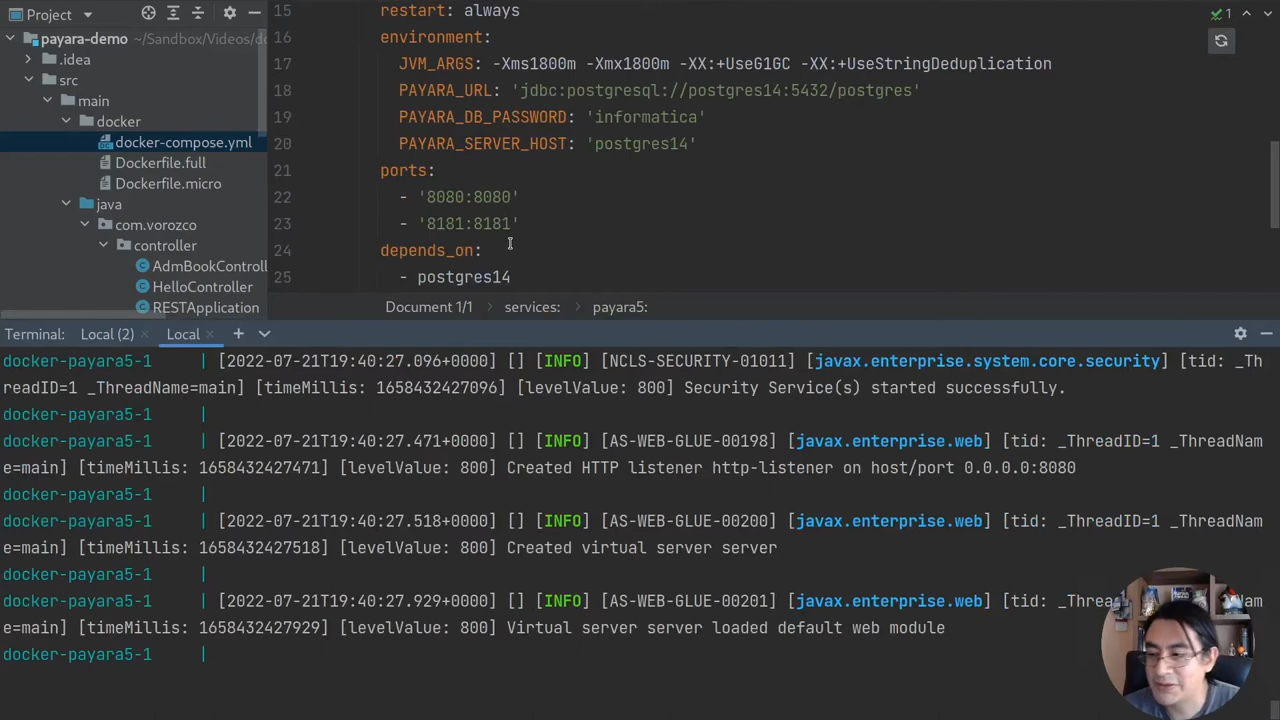 Project
payara-demo ~/Sandbox/Videos/de
.idea
src
main
docker
docker-compose.yml
Dockerfile.full
Dockerfile.micro
java
com.vorozco
controller
AdmBookControll
HelloController
RESTApplication
15 restart: always
16 environment:
17 JVM_ARGS: -Xms1800m -Xmx1800m -XX:+UseG1GC -XX:+UseStringDeduplication
18 PAYARA_URL: 'jdbc:postgresql://postgres14:5432/postgres'
19 PAYARA_DB_PASSWORD: 'informatica'
20 PAYARA_SERVER_HOST: 'postgres14'
21 ports:
22 - '8080:8080'
23 - '8181:8181'
24 depends_on:
25 - postgres14
1
Document 1/1 services: payara5:
Terminal: Local (2) Local
docker-payara5-1 | [2022-07-21T19:40:27.096+0000] [] [INFO] [NCLS-SECURITY-01011] [javax.enterprise.system.core.security] [tid: _Th
readID=1 _ThreadName=main] [timeMillis: 1658432427096] [levelValue: 800] Security Service(s) started successfully.
docker-payara5-1 |
docker-payara5-1 | [2022-07-21T19:40:27.471+0000] [] [INFO] [AS-WEB-GLUE-00198] [javax.enterprise.web] [tid: _ThreadID=1 _ThreadNam
e=main] [timeMillis: 1658432427471] [levelValue: 800] Created HTTP listener http-listener on host/port 0.0.0.0:8080
docker-payara5-1 |
docker-payara5-1 | [2022-07-21T19:40:27.518+0000] [] [INFO] [AS-WEB-GLUE-00200] [javax.enterprise.web] [tid: _ThreadID=1 _ThreadNam
e=main] [timeMillis: 1658432427518] [levelValue: 800] Created virtual server server
docker-payara5-1 |
docker-payara5-1 | [2022-07-21T19:40:27.929+0000] [] [INFO] [AS-WEB-GLUE-00201] [javax.enterprise.web] [tid: _Th
e=main] [timeMillis: 1658432427929] [levelValue: 800] Virtual server server loaded default web module
docker-payara5-1 |